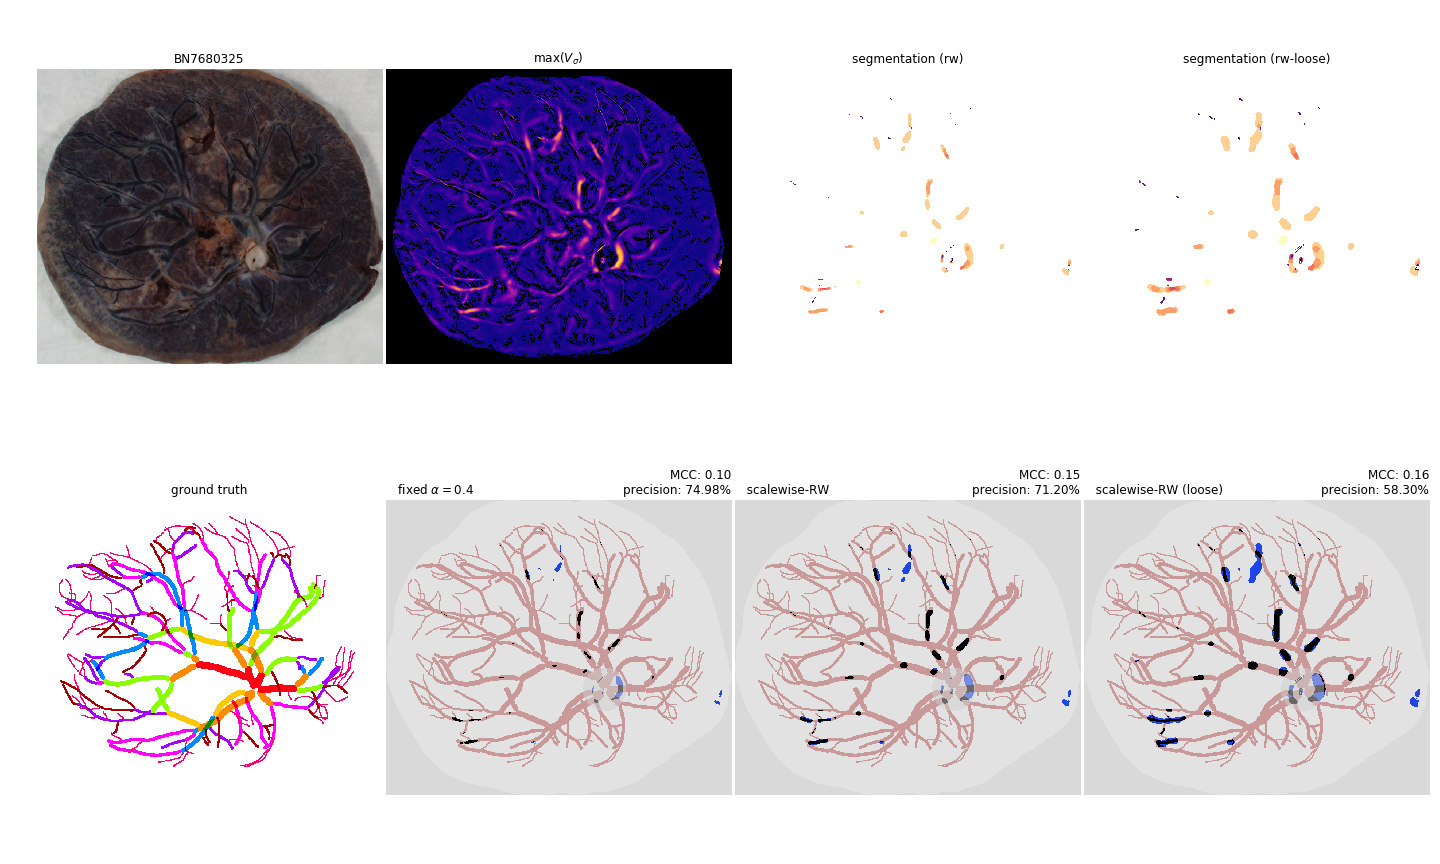 BN7680325
max(V_σ)
segmentation (rw)
segmentation (rw-loose)
ground truth
MCC: 0.10
fixed α = 0.4 precision: 74.98%
MCC: 0.15
scalewise-RW precision: 71.20%
MCC: 0.16
scalewise-RW (loose) precision: 58.30%